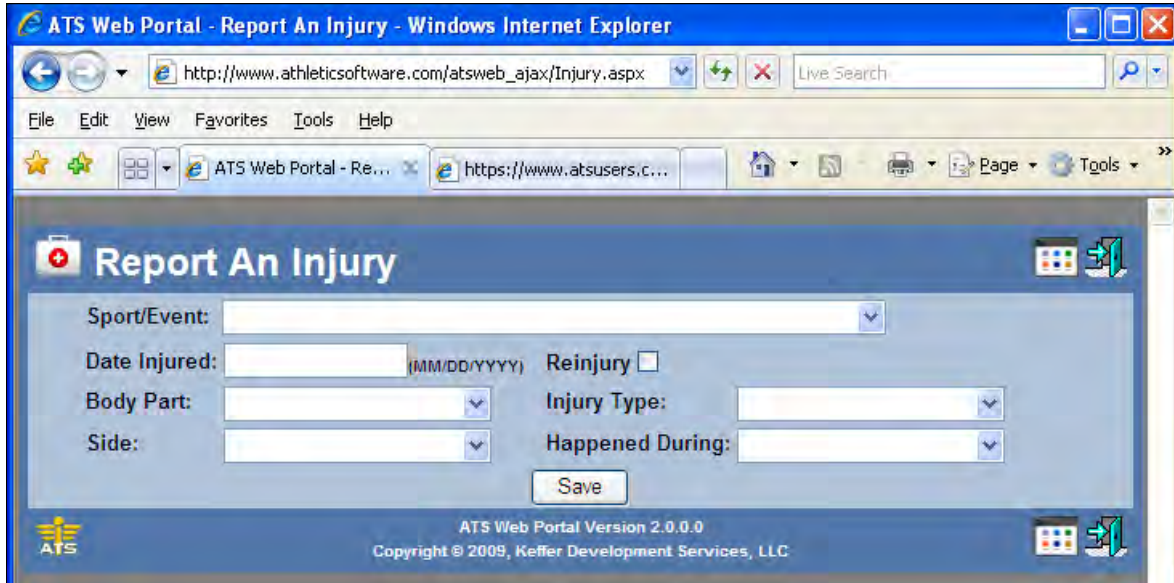 ATS Web Portal - Report An Injury - Windows Internet Explorer
http://www.athleticsoftware.com/atsweb_ajax/Injury.aspx Live Search
File Edit View Favorites Tools Help
ATS Web Portal - Re... https://www.atsusers.c... Page Tools »
Report An Injury
Sport/Event:
Date Injured: (MM/DD/YYYY) Reinjury
Body Part: Injury Type:
Side: Happened During:
Save
ATS Web Portal Version 2.0.0.0
ATS Copyright © 2009, Keffer Development Services, LLC